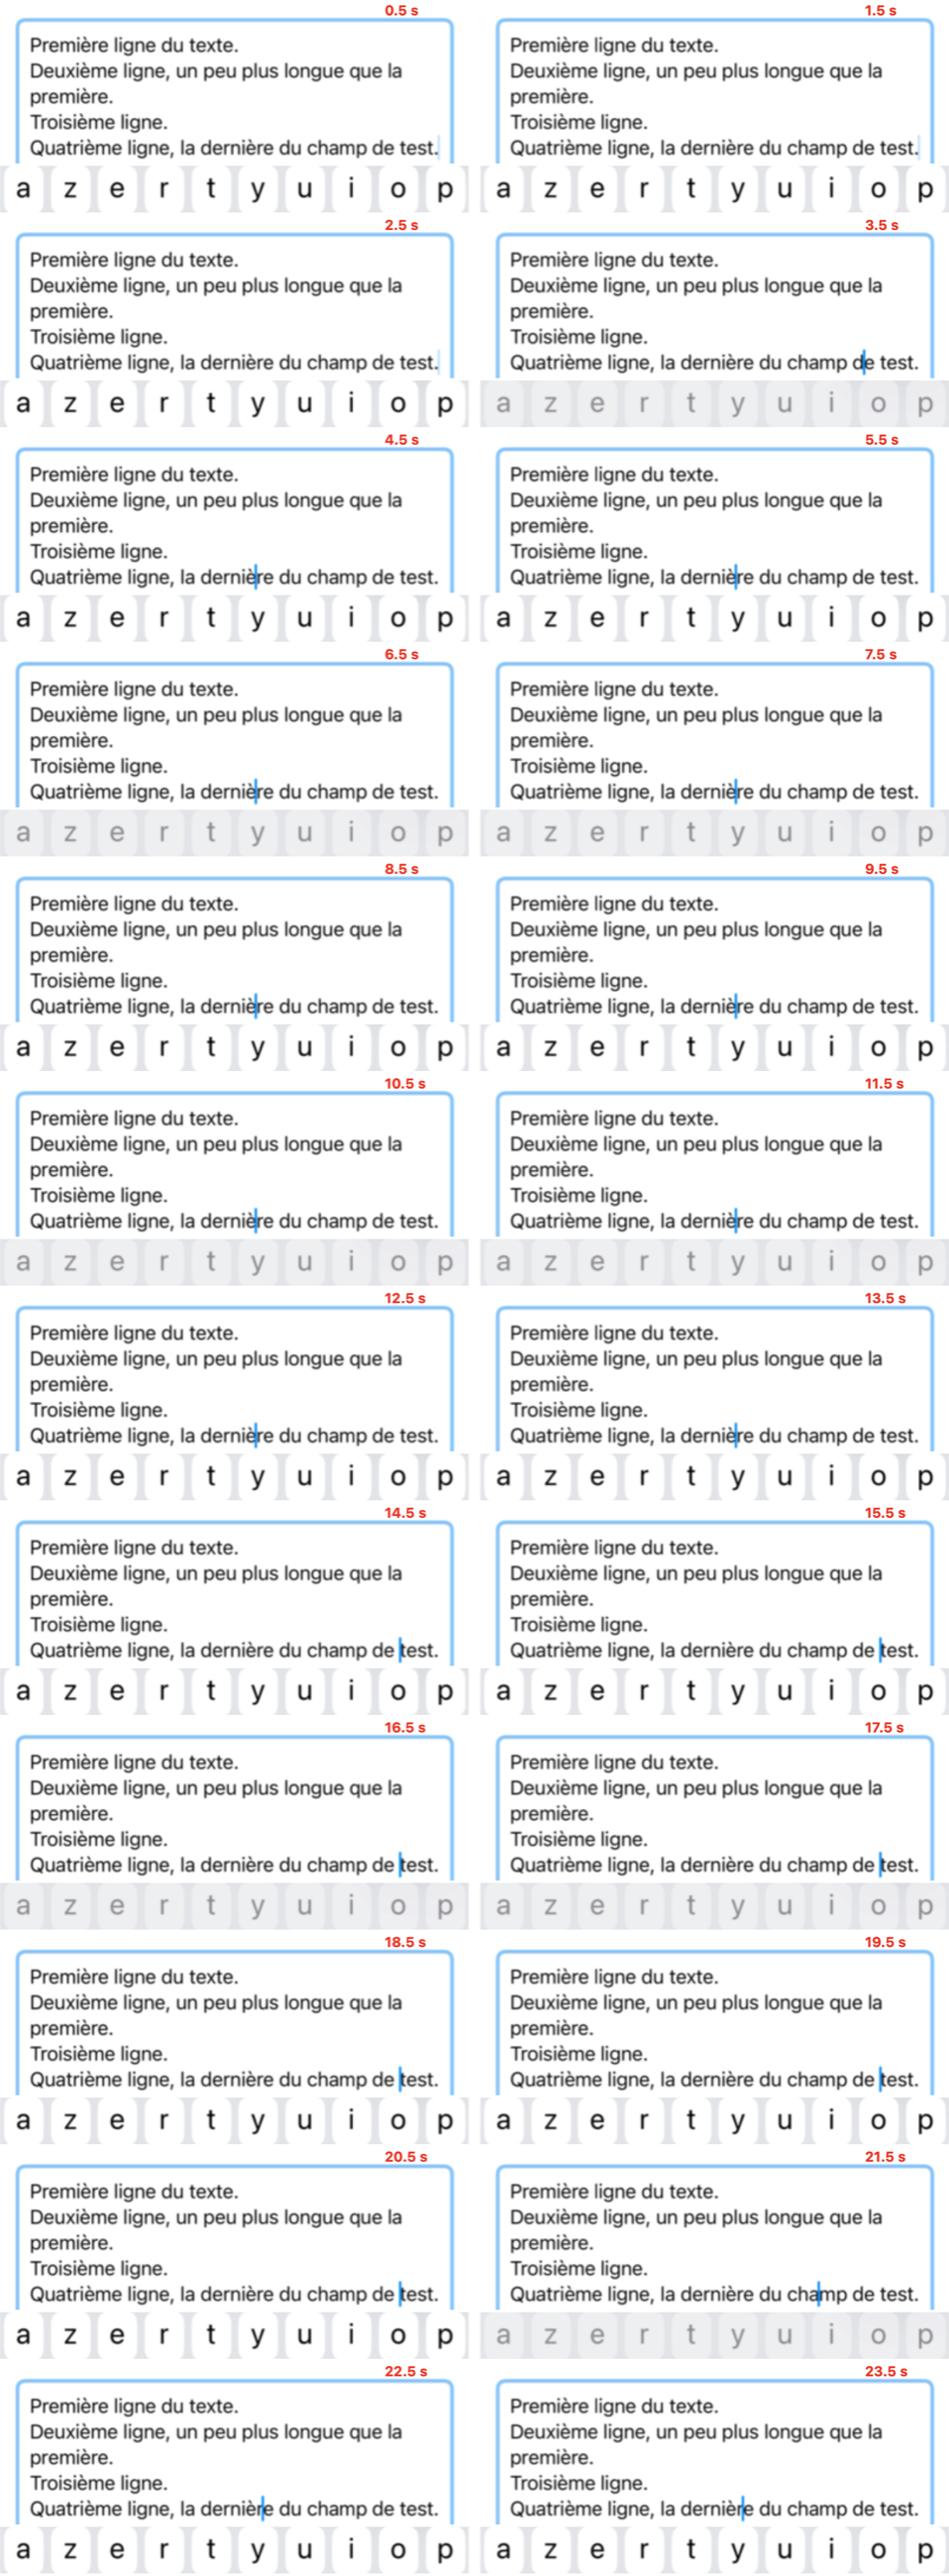 0.5 s
Première ligne du texte.
Deuxième ligne, un peu plus longue que la
première.
Troisième ligne.
Quatrième ligne, la dernière du champ de test.
a z e r t y u i o p
1.5 s
Première ligne du texte.
Deuxième ligne, un peu plus longue que la
première.
Troisième ligne.
Quatrième ligne, la dernière du champ de test.
a z e r t y u i o p
2.5 s
Première ligne du texte.
Deuxième ligne, un peu plus longue que la
première.
Troisième ligne.
Quatrième ligne, la dernière du champ de test.
a z e r t y u i o p
3.5 s
Première ligne du texte.
Deuxième ligne, un peu plus longue que la
première.
Troisième ligne.
Quatrième ligne, la dernière du champ de test.
a z e r t y u i o p
4.5 s
Première ligne du texte.
Deuxième ligne, un peu plus longue que la
première.
Troisième ligne.
Quatrième ligne, la dernière du champ de test.
a z e r t y u i o p
5.5 s
Première ligne du texte.
Deuxième ligne, un peu plus longue que la
première.
Troisième ligne.
Quatrième ligne, la dernière du champ de test.
a z e r t y u i o p
6.5 s
Première ligne du texte.
Deuxième ligne, un peu plus longue que la
première.
Troisième ligne.
Quatrième ligne, la dernière du champ de test.
a z e r t y u i o p
7.5 s
Première ligne du texte.
Deuxième ligne, un peu plus longue que la
première.
Troisième ligne.
Quatrième ligne, la dernière du champ de test.
a z e r t y u i o p
8.5 s
Première ligne du texte.
Deuxième ligne, un peu plus longue que la
première.
Troisième ligne.
Quatrième ligne, la dernière du champ de test.
a z e r t y u i o p
9.5 s
Première ligne du texte.
Deuxième ligne, un peu plus longue que la
première.
Troisième ligne.
Quatrième ligne, la dernière du champ de test.
a z e r t y u i o p
10.5 s
Première ligne du texte.
Deuxième ligne, un peu plus longue que la
première.
Troisième ligne.
Quatrième ligne, la dernière du champ de test.
a z e r t y u i o p
11.5 s
Première ligne du texte.
Deuxième ligne, un peu plus longue que la
première.
Troisième ligne.
Quatrième ligne, la dernière du champ de test.
a z e r t y u i o p
12.5 s
Première ligne du texte.
Deuxième ligne, un peu plus longue que la
première.
Troisième ligne.
Quatrième ligne, la dernière du champ de test.
a z e r t y u i o p
13.5 s
Première ligne du texte.
Deuxième ligne, un peu plus longue que la
première.
Troisième ligne.
Quatrième ligne, la dernière du champ de test.
a z e r t y u i o p
14.5 s
Première ligne du texte.
Deuxième ligne, un peu plus longue que la
première.
Troisième ligne.
Quatrième ligne, la dernière du champ de test.
a z e r t y u i o p
15.5 s
Première ligne du texte.
Deuxième ligne, un peu plus longue que la
première.
Troisième ligne.
Quatrième ligne, la dernière du champ de test.
a z e r t y u i o p
16.5 s
Première ligne du texte.
Deuxième ligne, un peu plus longue que la
première.
Troisième ligne.
Quatrième ligne, la dernière du champ de test.
a z e r t y u i o p
17.5 s
Première ligne du texte.
Deuxième ligne, un peu plus longue que la
première.
Troisième ligne.
Quatrième ligne, la dernière du champ de test.
a z e r t y u i o p
18.5 s
Première ligne du texte.
Deuxième ligne, un peu plus longue que la
première.
Troisième ligne.
Quatrième ligne, la dernière du champ de test.
a z e r t y u i o p
19.5 s
Première ligne du texte.
Deuxième ligne, un peu plus longue que la
première.
Troisième ligne.
Quatrième ligne, la dernière du champ de test.
a z e r t y u i o p
20.5 s
Première ligne du texte.
Deuxième ligne, un peu plus longue que la
première.
Troisième ligne.
Quatrième ligne, la dernière du champ de test.
a z e r t y u i o p
21.5 s
Première ligne du texte.
Deuxième ligne, un peu plus longue que la
première.
Troisième ligne.
Quatrième ligne, la dernière du champ de test.
a z e r t y u i o p
22.5 s
Première ligne du texte.
Deuxième ligne, un peu plus longue que la
première.
Troisième ligne.
Quatrième ligne, la dernière du champ de test.
a z e r t y u i o p
23.5 s
Première ligne du texte.
Deuxième ligne, un peu plus longue que la
première.
Troisième ligne.
Quatrième ligne, la dernière du champ de test.
a z e r t y u i o p